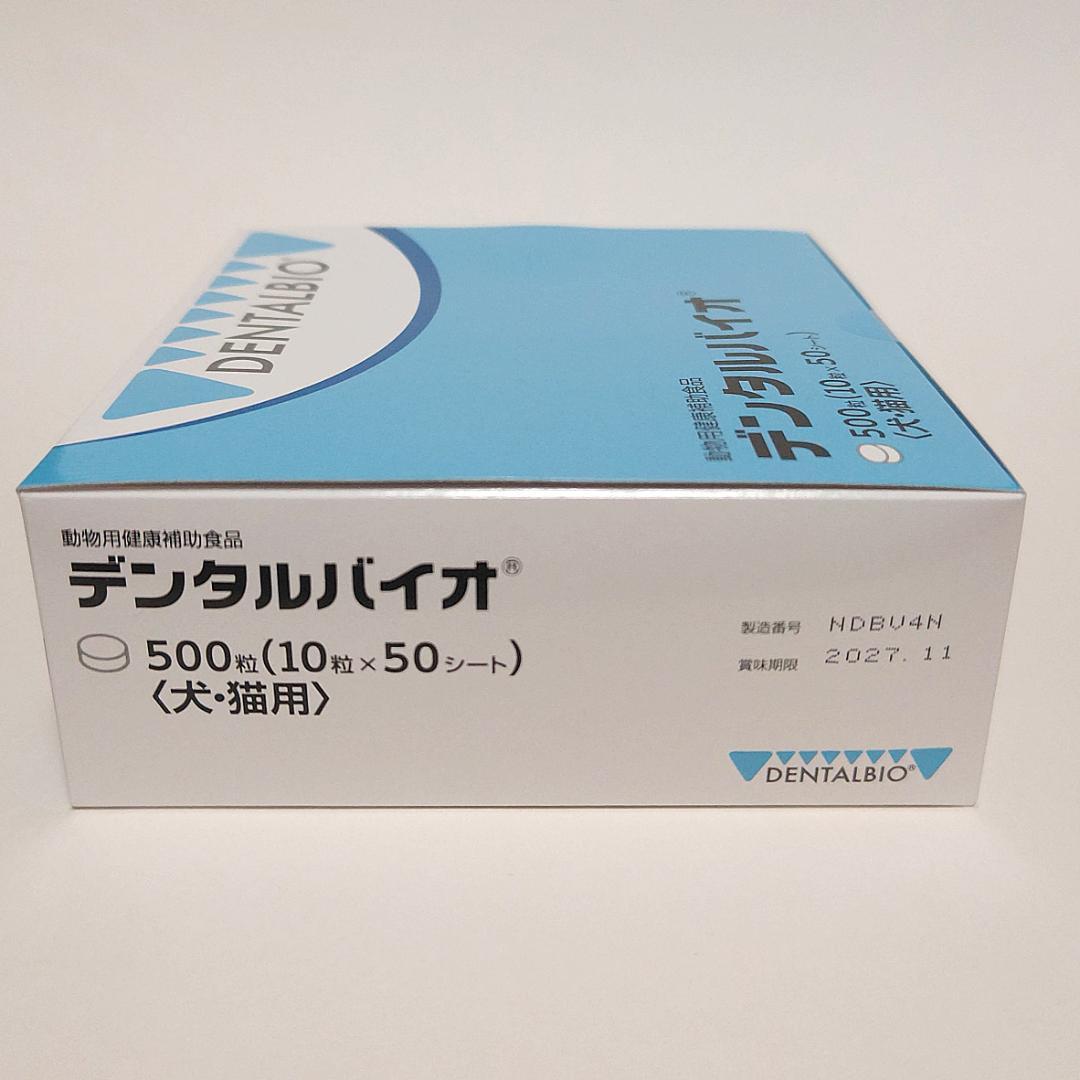 DENTALBIO®
動物用健康補助食品
デンタルバイオ®
500粒(10粒×50シート)
〈犬・猫用〉
動物用健康補助食品
デンタルバイオ®
500粒(10粒×50シート)
〈犬・猫用〉
製造番号 NDBV4N
賞味期限 2027.11
DENTALBIO®